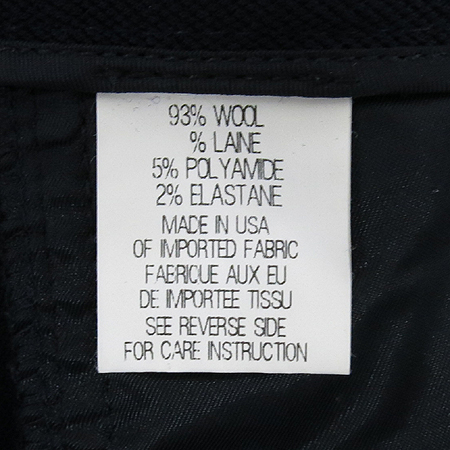 93% WOOL
% LAINE
5% POLYAMIDE
2% ELASTANE
MADE IN USA
OF IMPORTED FABRIC
FABRIQUE AUX EU
DE IMPORTEE TISSU
SEE REVERSE SIDE
FOR CARE INSTRUCTION